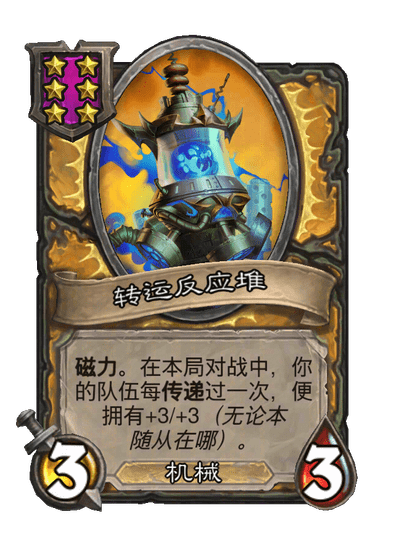 转运反应堆
磁力。在本局对战中，你
的队伍每传递过一次，便
拥有+3/+3（无论本
随从在哪）。
3
机械
3